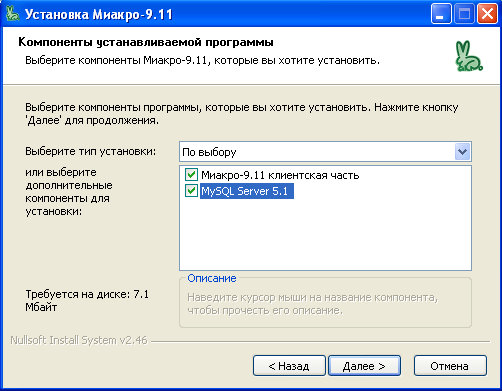 Установка Миакро-9.11
Компоненты устанавливаемой программы
Выберите компоненты Миакро-9.11, которые вы хотите установить.
Выберите компоненты программы, которые вы хотите установить. Нажмите кнопку
'Далее' для продолжения.
Выберите тип установки:
По выбору
или выберите
дополнительные
компоненты для
установки:
Миакро-9.11 клиентская часть
MySQL Server 5.1
Требуется на диске: 7.1
Мбайт
Описание
Наведите курсор мыши на название компонента,
чтобы прочесть его описание.
Nullsoft Install System v2.46
< Назад
Далее >
Отмена